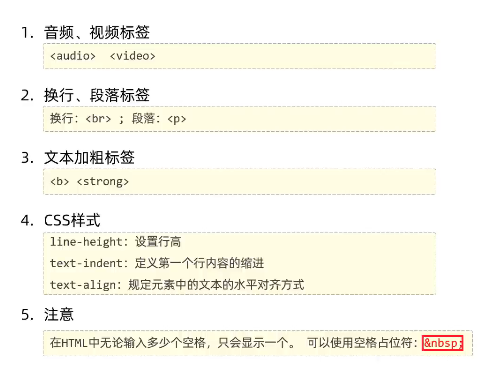 1. 音频、视频标签
<audio> <video>
2. 换行、段落标签
换行: <br> ; 段落: <p>
3. 文本加粗标签
<b> <strong>
4. CSS样式
line-height: 设置行高
text-indent: 定义第一个行内容的缩进
text-align: 规定元素中的文本的水平对齐方式
5. 注意
在HTML中无论输入多少个空格，只会显示一个。 可以使用空格占位符: &nbsp;